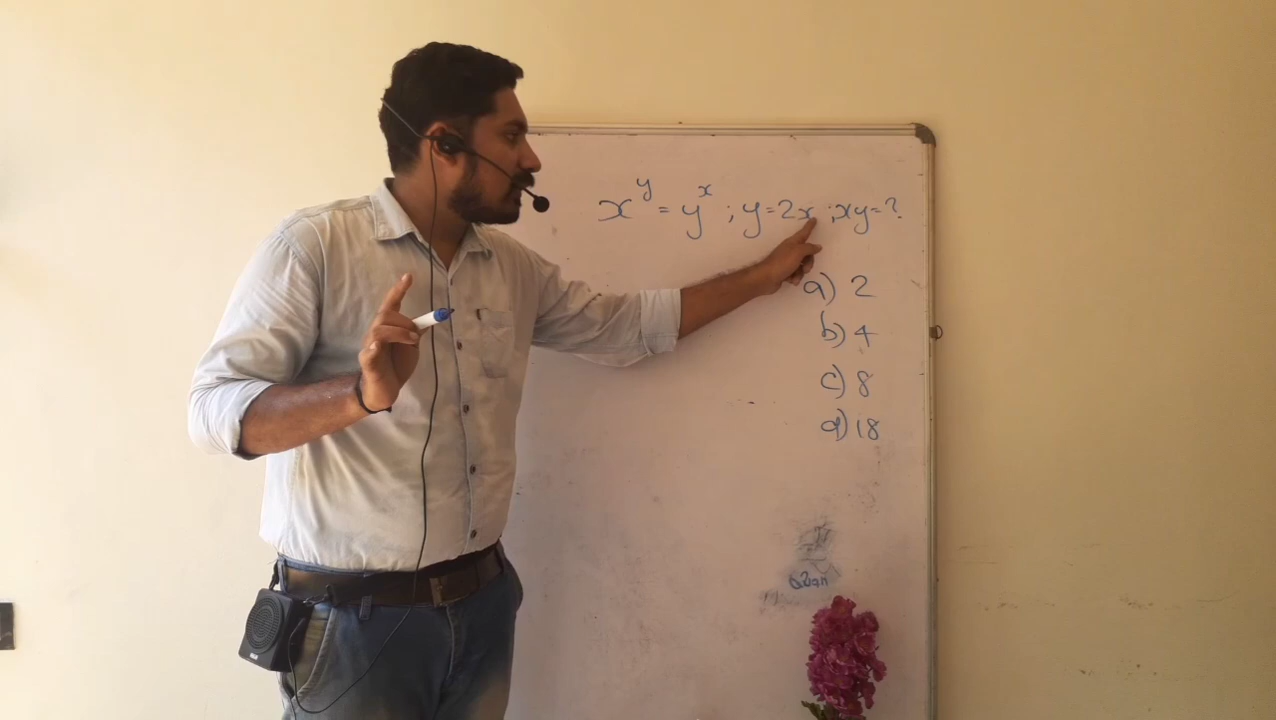 x^y = y^x ; y=2x ; xy=?
a) 2
b) 4
c) 8
d) 18